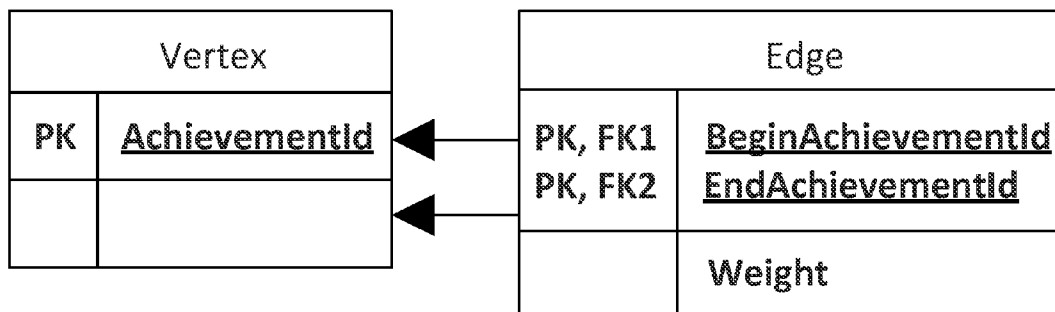 Vertex
PK AchievementId
Edge
PK, FK1 BeginAchievementId
PK, FK2 EndAchievementId
Weight